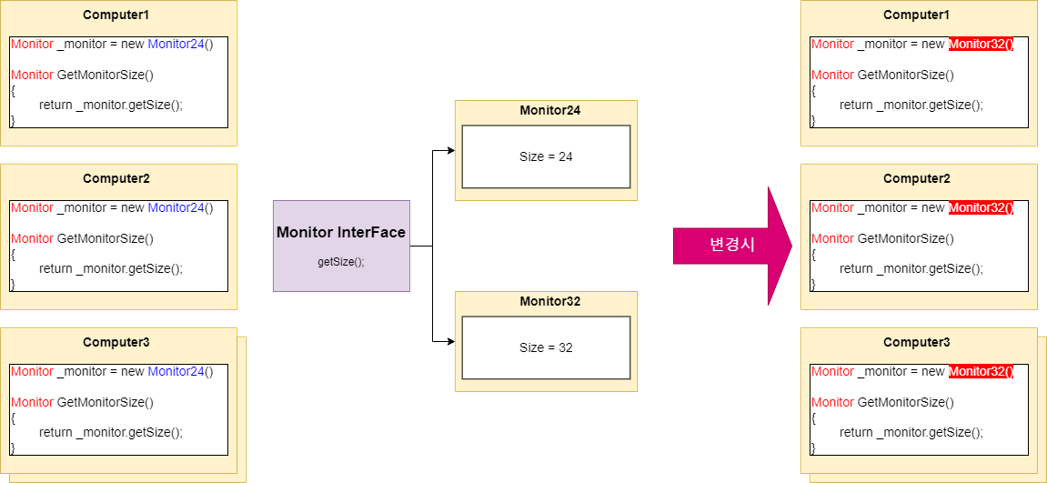 Computer1
Monitor _monitor = new Monitor24()
Monitor GetMonitorSize()
{
return _monitor.getSize();
}
Computer2
Monitor _monitor = new Monitor24()
Monitor GetMonitorSize()
{
return _monitor.getSize();
}
Computer3
Monitor _monitor = new Monitor24()
Monitor GetMonitorSize()
{
return _monitor.getSize();
}
Monitor InterFace
getSize();
Monitor24
Size = 24
Monitor32
Size = 32
변경시
Computer1
Monitor _monitor = new Monitor32()
Monitor GetMonitorSize()
{
return _monitor.getSize();
}
Computer2
Monitor _monitor = new Monitor32()
Monitor GetMonitorSize()
{
return _monitor.getSize();
}
Computer3
Monitor _monitor = new Monitor32()
Monitor GetMonitorSize()
{
return _monitor.getSize();
}